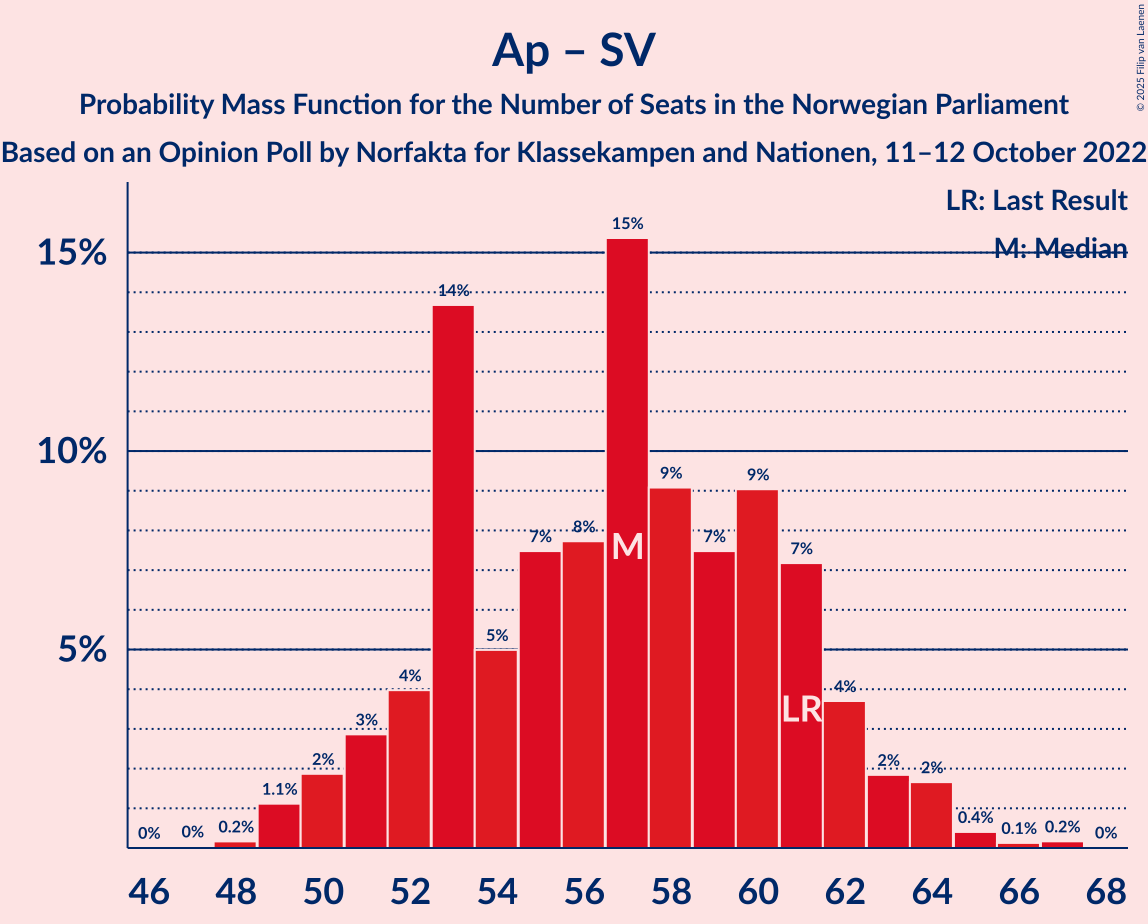 © 2025 Filip van Laenen
Ap – SV
Probability Mass Function for the Number of Seats in the Norwegian Parliament
Based on an Opinion Poll by Norfakta for Klassekampen and Nationen, 11–12 October 2022
LR: Last Result
M: Median
15%
10%
5%
0%
0%
0.2%
1.1%
2%
3%
4%
14%
5%
7%
8%
15%
9%
7%
9%
7%
4%
2%
2%
0.4%
0.1%
0.2%
0%
M
LR
46 48 50 52 54 56 58 60 62 64 66 68